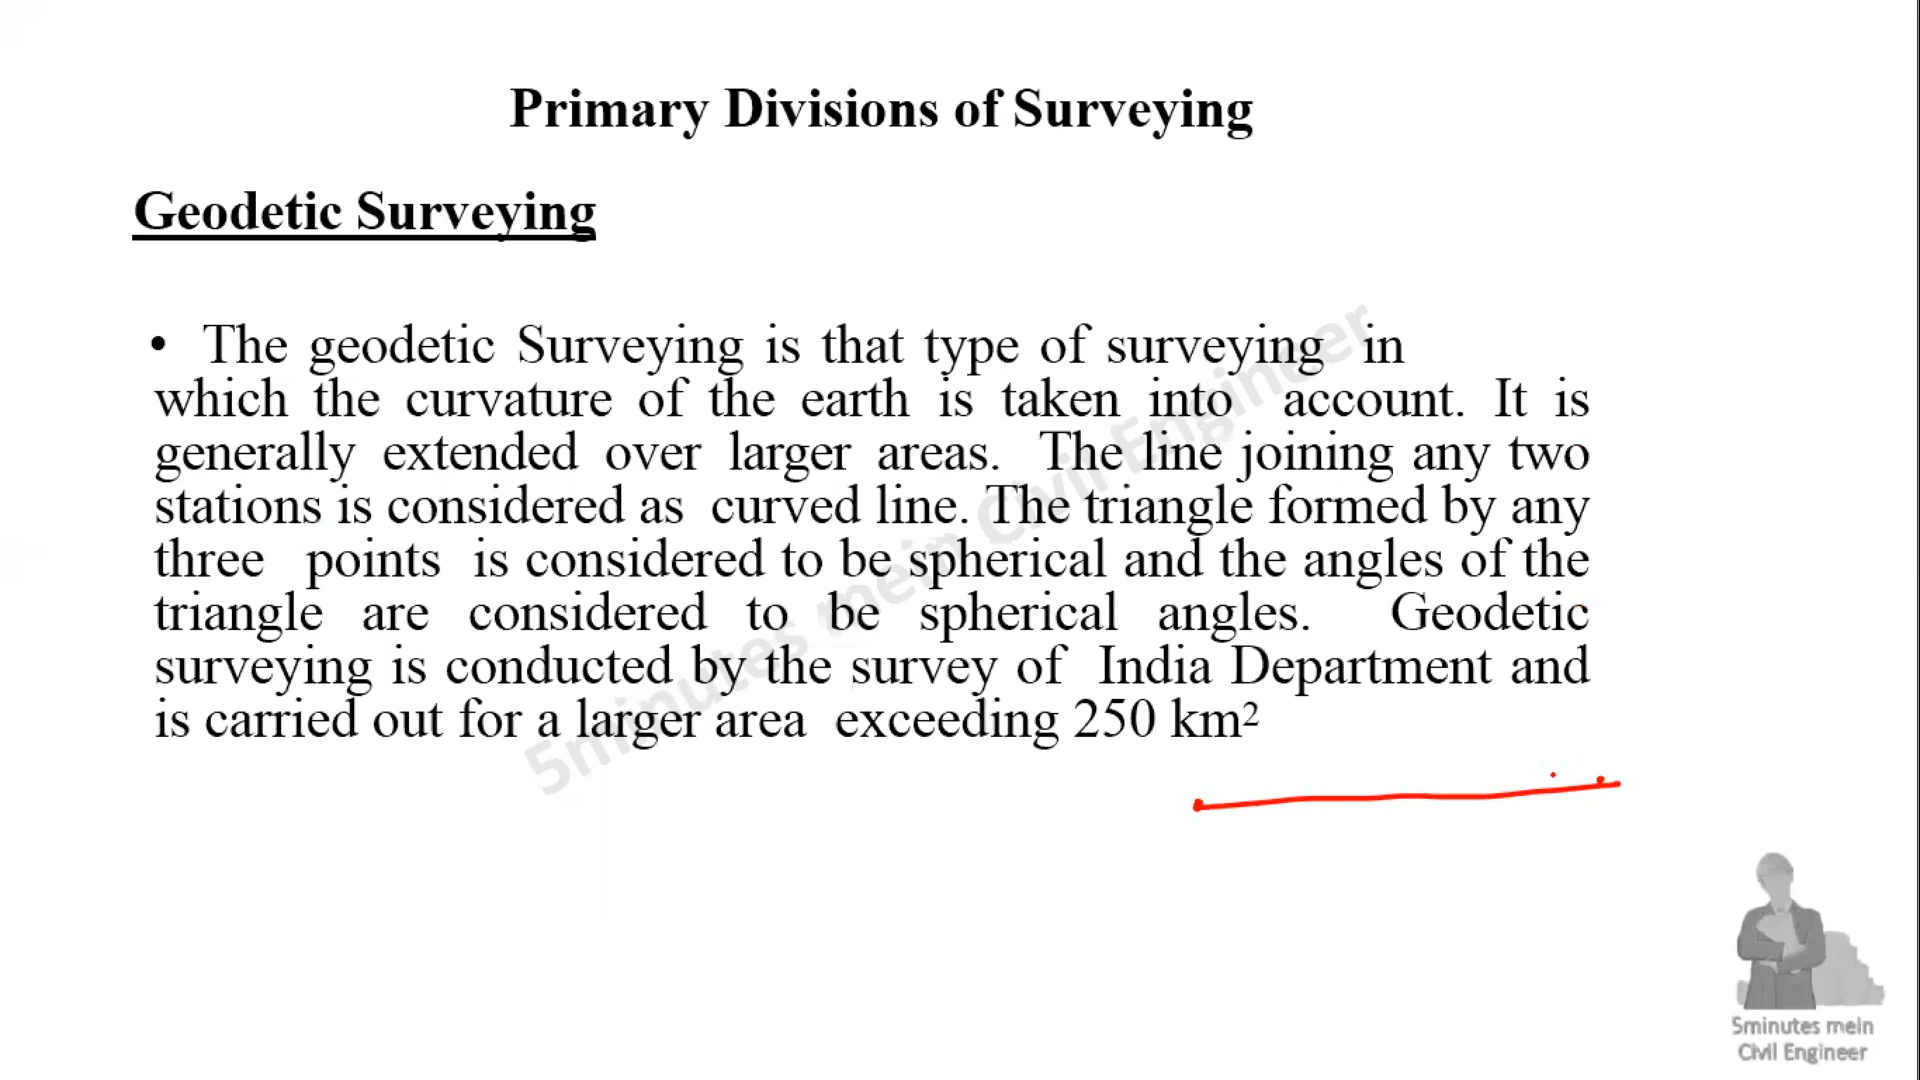 Primary Divisions of Surveying
Geodetic Surveying
• The geodetic Surveying is that type of surveying in
which the curvature of the earth is taken into account. It is
generally extended over larger areas. The line joining any two
stations is considered as curved line. The triangle formed by any
three points is considered to be spherical and the angles of the
triangle are considered to be spherical angles. Geodetic
surveying is conducted by the survey of India Department and
is carried out for a larger area exceeding 250 km²
5minutes mein Civil Engineer
5minutes mein
Civil Engineer